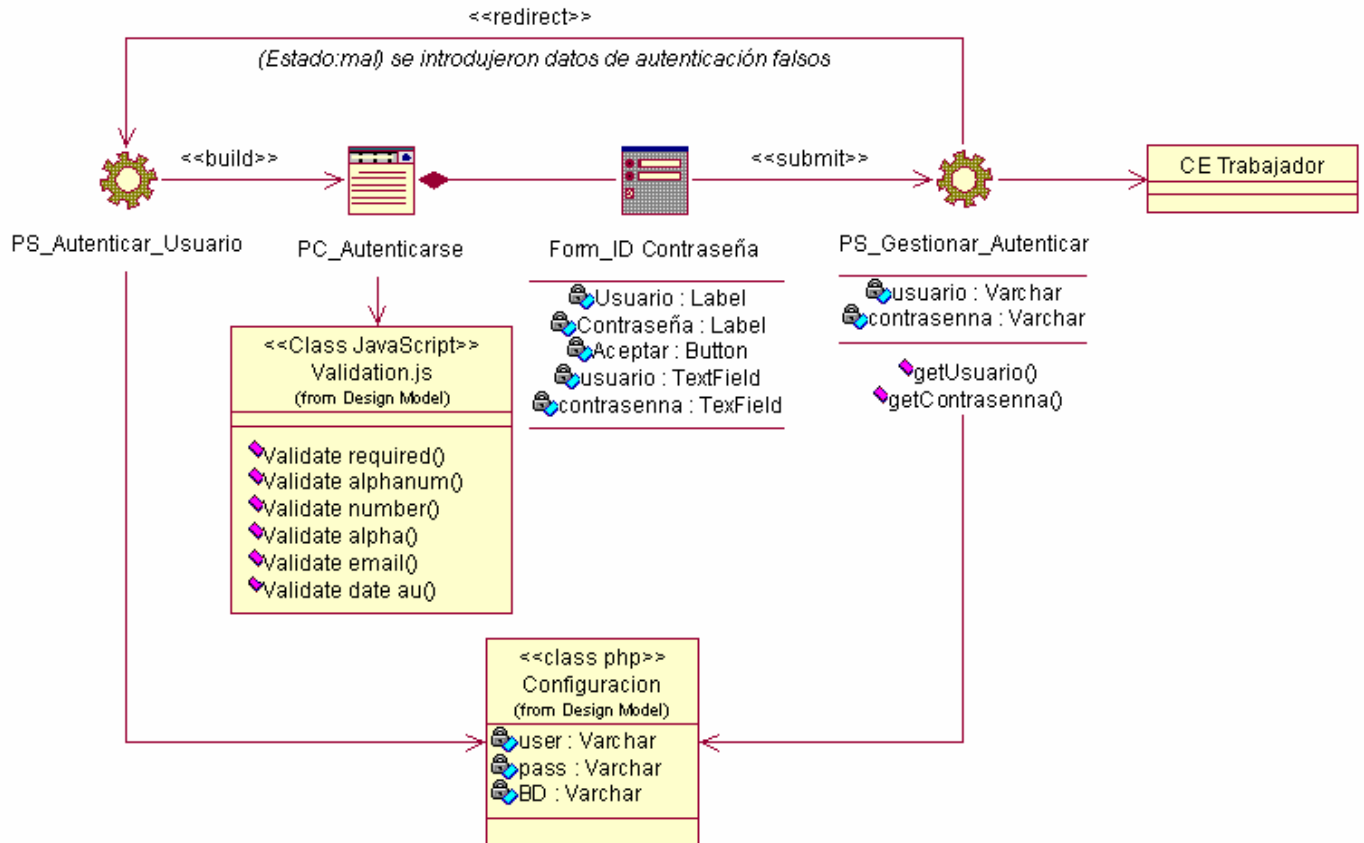 <<redirect>>
(Estado:mal) se introdujeron datos de autenticación falsos
<<build>>
<<submit>>
CE Trabajador
PS_Autenticar_Usuario
PC_Autenticarse
Form_ID Contraseña
PS_Gestionar_Autenticar
Usuario : Label
Contraseña : Label
Aceptar : Button
usuario : TextField
contrasenna : TexField
usuario : Varchar
contrasenna : Varchar
getUsuario()
getContrasenna()
<<Class JavaScript>>
Validation.js
(from Design Model)
Validate required()
Validate alphanum()
Validate number()
Validate alpha()
Validate email()
Validate date au()
<<class php>>
Configuracion
(from Design Model)
user : Varchar
pass : Varchar
BD : Varchar